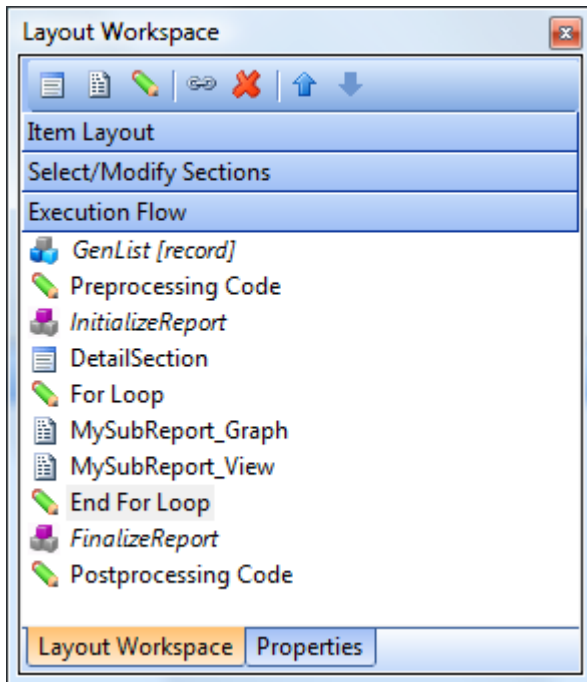 Layout Workspace
Item Layout
Select/Modify Sections
Execution Flow
GenList [record]
Preprocessing Code
InitializeReport
DetailSection
For Loop
MySubReport_Graph
MySubReport_View
End For Loop
FinalizeReport
Postprocessing Code
Layout Workspace Properties